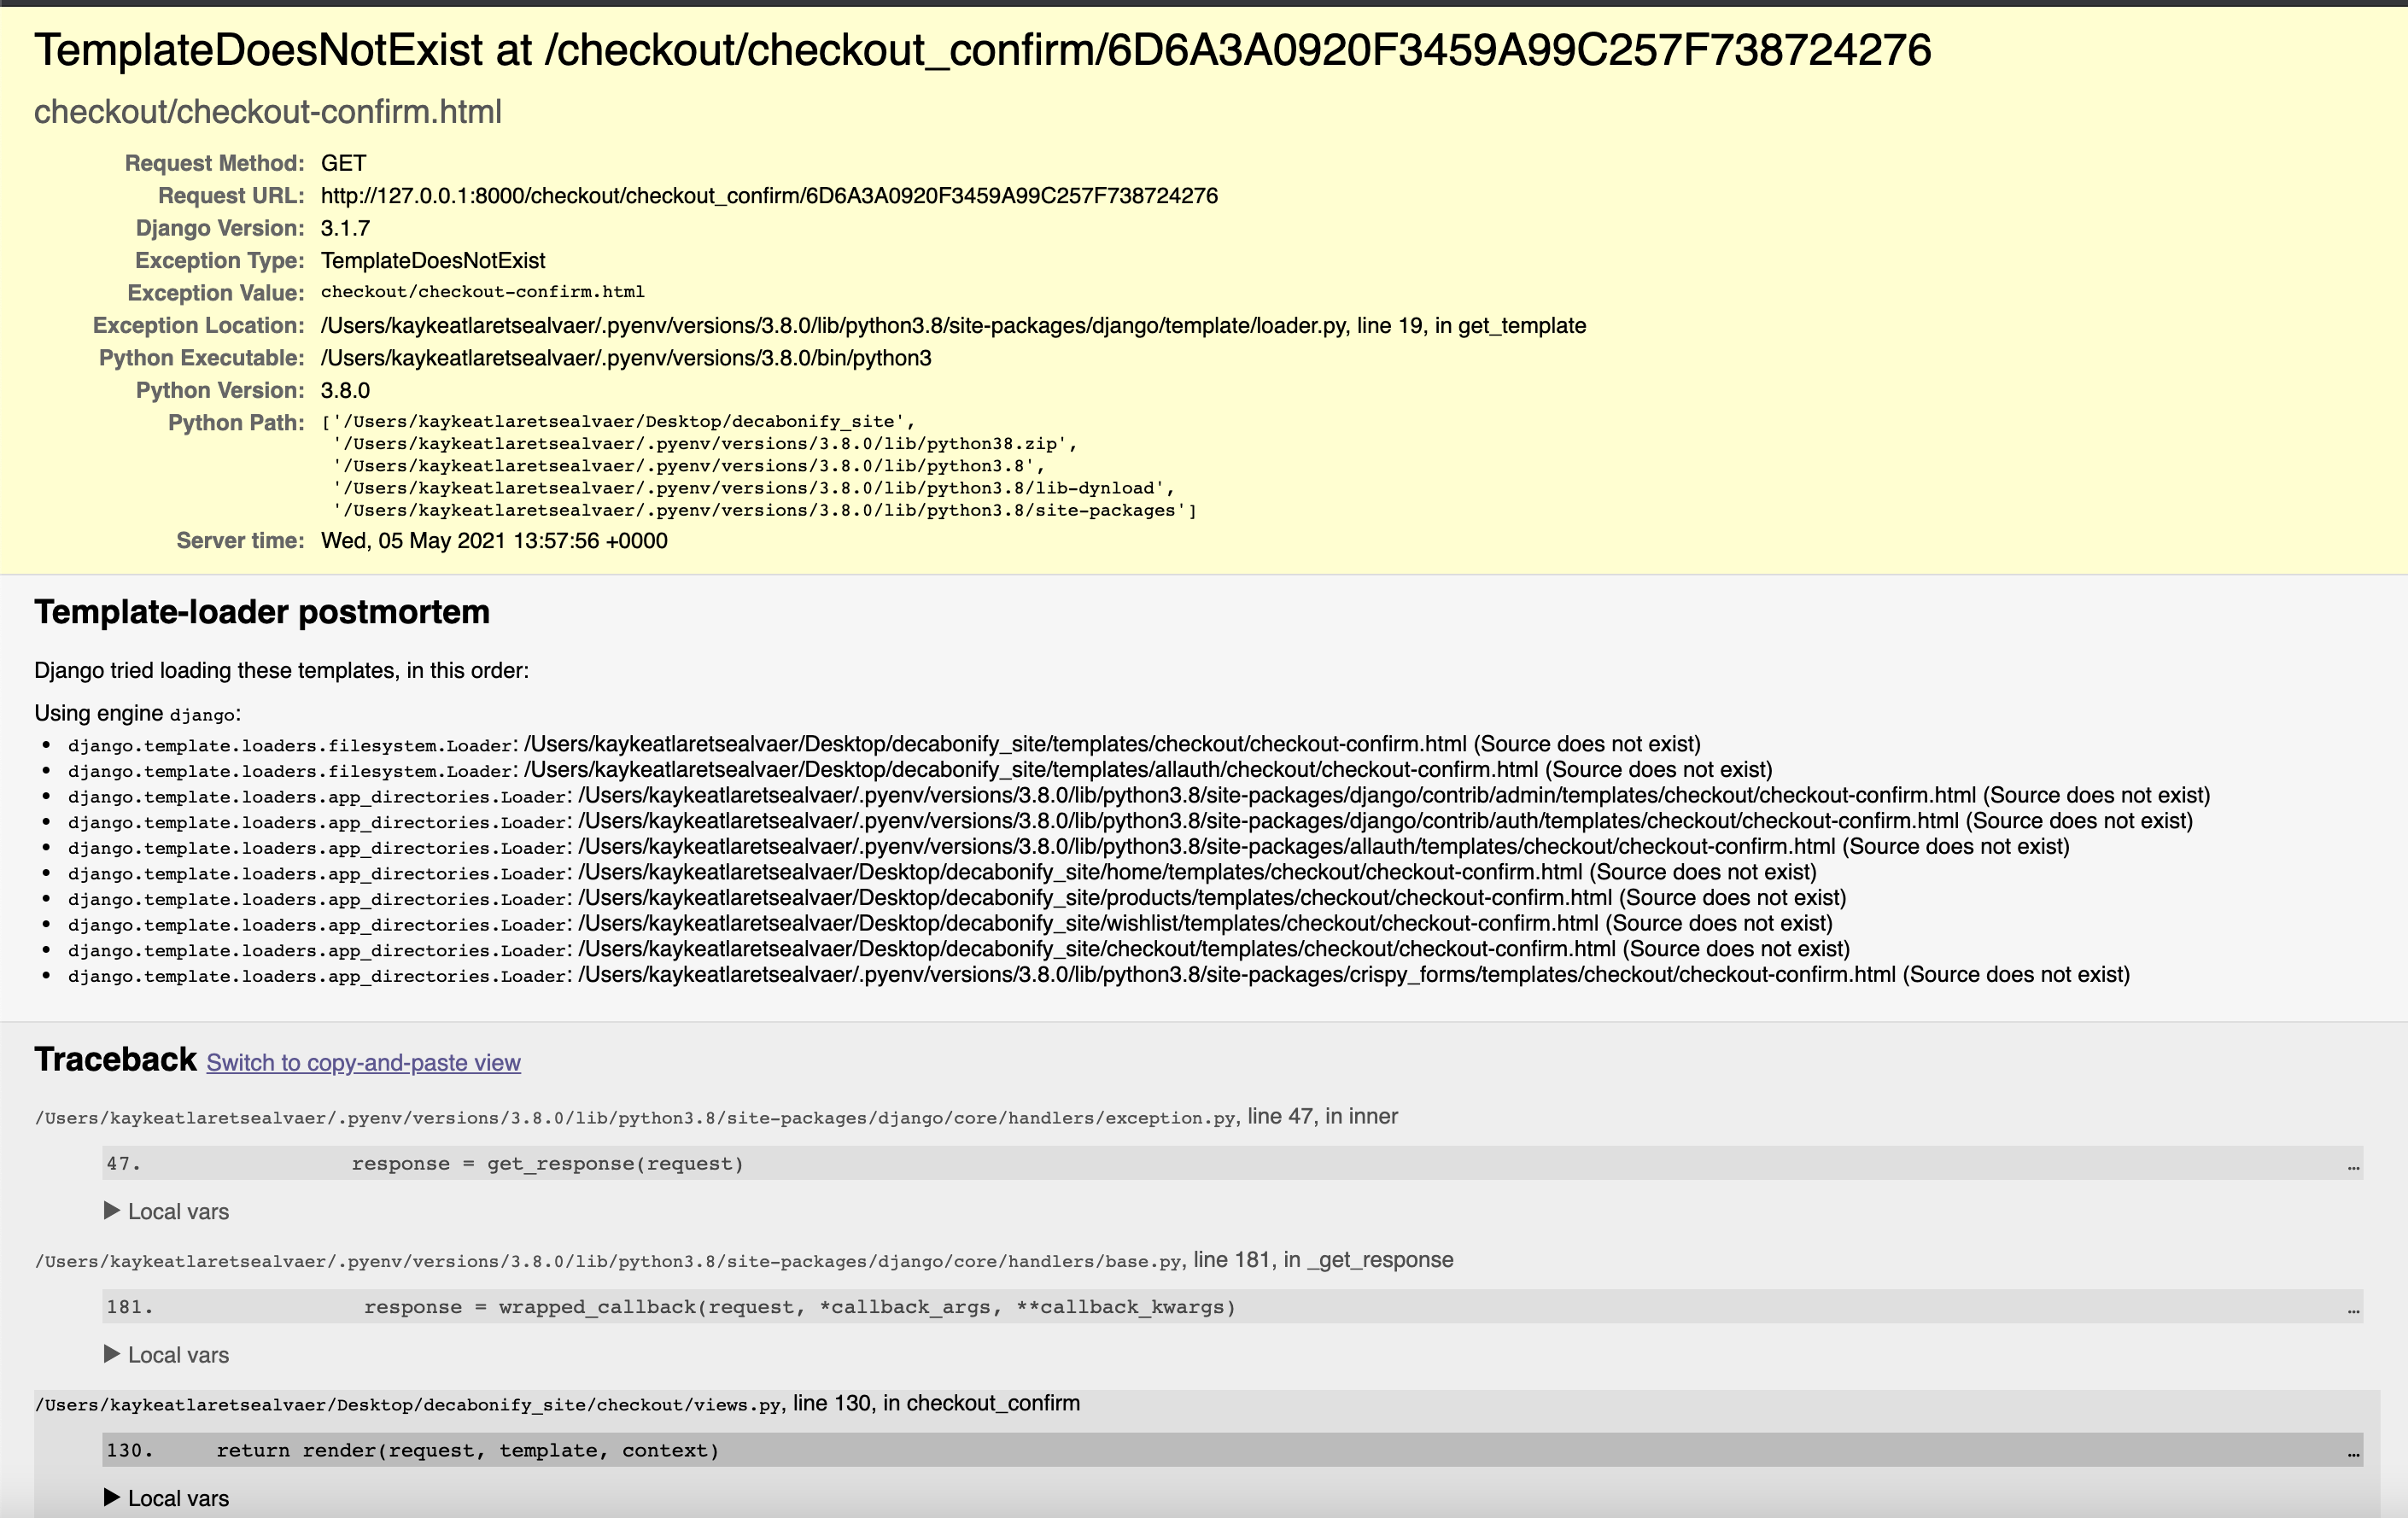 TemplateDoesNotExist at /checkout/checkout_confirm/6D6A3A0920F3459A99C257F738724276
checkout/checkout-confirm.html
Request Method: GET
Request URL: http://127.0.0.1:8000/checkout/checkout_confirm/6D6A3A0920F3459A99C257F738724276
Django Version: 3.1.7
Exception Type: TemplateDoesNotExist
Exception Value: checkout/checkout-confirm.html
Exception Location: /Users/kaykeatlaretsealvaer/.pyenv/versions/3.8.0/lib/python3.8/site-packages/django/template/loader.py, line 19, in get_template
Python Executable: /Users/kaykeatlaretsealvaer/.pyenv/versions/3.8.0/bin/python3
Python Version: 3.8.0
Python Path: ['/Users/kaykeatlaretsealvaer/Desktop/decabonify_site',
'/Users/kaykeatlaretsealvaer/.pyenv/versions/3.8.0/lib/python38.zip',
'/Users/kaykeatlaretsealvaer/.pyenv/versions/3.8.0/lib/python3.8',
'/Users/kaykeatlaretsealvaer/.pyenv/versions/3.8.0/lib/python3.8/lib-dynload',
'/Users/kaykeatlaretsealvaer/.pyenv/versions/3.8.0/lib/python3.8/site-packages']
Server time: Wed, 05 May 2021 13:57:56 +0000
Template-loader postmortem
Django tried loading these templates, in this order:
Using engine django:
• django.template.loaders.filesystem.Loader: /Users/kaykeatlaretsealvaer/Desktop/decabonify_site/templates/checkout/checkout-confirm.html (Source does not exist)
• django.template.loaders.filesystem.Loader: /Users/kaykeatlaretsealvaer/Desktop/decabonify_site/templates/allauth/checkout/checkout-confirm.html (Source does not exist)
• django.template.loaders.app_directories.Loader: /Users/kaykeatlaretsealvaer/.pyenv/versions/3.8.0/lib/python3.8/site-packages/django/contrib/admin/templates/checkout/checkout-confirm.html (Source does not exist)
• django.template.loaders.app_directories.Loader: /Users/kaykeatlaretsealvaer/.pyenv/versions/3.8.0/lib/python3.8/site-packages/django/contrib/auth/templates/checkout/checkout-confirm.html (Source does not exist)
• django.template.loaders.app_directories.Loader: /Users/kaykeatlaretsealvaer/.pyenv/versions/3.8.0/lib/python3.8/site-packages/allauth/templates/checkout/checkout-confirm.html (Source does not exist)
• django.template.loaders.app_directories.Loader: /Users/kaykeatlaretsealvaer/Desktop/decabonify_site/home/templates/checkout/checkout-confirm.html (Source does not exist)
• django.template.loaders.app_directories.Loader: /Users/kaykeatlaretsealvaer/Desktop/decabonify_site/products/templates/checkout/checkout-confirm.html (Source does not exist)
• django.template.loaders.app_directories.Loader: /Users/kaykeatlaretsealvaer/Desktop/decabonify_site/wishlist/templates/checkout/checkout-confirm.html (Source does not exist)
• django.template.loaders.app_directories.Loader: /Users/kaykeatlaretsealvaer/Desktop/decabonify_site/checkout/templates/checkout/checkout-confirm.html (Source does not exist)
• django.template.loaders.app_directories.Loader: /Users/kaykeatlaretsealvaer/.pyenv/versions/3.8.0/lib/python3.8/site-packages/crispy_forms/templates/checkout/checkout-confirm.html (Source does not exist)
Traceback Switch to copy-and-paste view
/Users/kaykeatlaretsealvaer/.pyenv/versions/3.8.0/lib/python3.8/site-packages/django/core/handlers/exception.py, line 47, in inner
47. response = get_response(request) …
▶ Local vars
/Users/kaykeatlaretsealvaer/.pyenv/versions/3.8.0/lib/python3.8/site-packages/django/core/handlers/base.py, line 181, in _get_response
181. response = wrapped_callback(request, *callback_args, **callback_kwargs) …
▶ Local vars
/Users/kaykeatlaretsealvaer/Desktop/decabonify_site/checkout/views.py, line 130, in checkout_confirm
130. return render(request, template, context) …
▶ Local vars